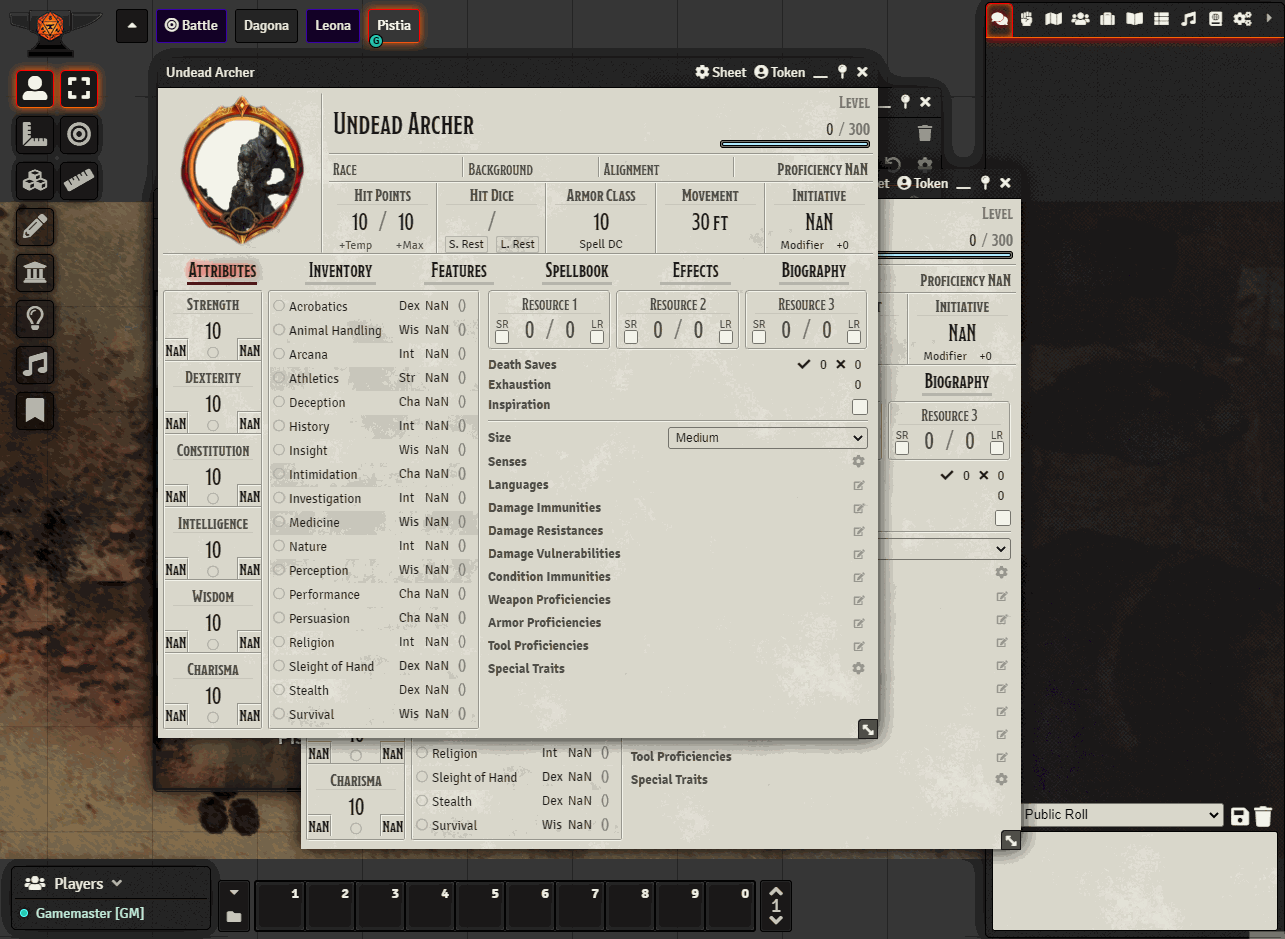 Battle Dagona Leona Pistia
G
Undead Archer Sheet Token
Undead Archer
Level
0 / 300
Race Background Alignment Proficiency NaN
Hit Points Hit Dice Armor Class Movement Initiative
10 / 10 / 10 30 ft NaN
+Temp +Max S. Rest L. Rest Spell DC Modifier +0
Attributes Inventory Features Spellbook Effects Biography
Strength
10
NaN NaN
Dexterity
10
NaN NaN
Constitution
10
NaN NaN
Intelligence
10
NaN NaN
Wisdom
10
NaN NaN
Charisma
10
NaN NaN
Acrobatics Dex NaN ()
Animal Handling Wis NaN ()
Arcana Int NaN ()
Athletics Str NaN ()
Deception Cha NaN ()
History Int NaN ()
Insight Wis NaN ()
Intimidation Cha NaN ()
Investigation Int NaN ()
Medicine Wis NaN ()
Nature Int NaN ()
Perception Wis NaN ()
Performance Cha NaN ()
Persuasion Cha NaN ()
Religion Int NaN ()
Sleight of Hand Dex NaN ()
Stealth Dex NaN ()
Survival Wis NaN ()
Resource 1 Resource 2 Resource 3
SR 0 / 0 LR SR 0 / 0 LR SR 0 / 0 LR
Death Saves 0 0
Exhaustion 0
Inspiration
Size Medium
Senses
Languages
Damage Immunities
Damage Resistances
Damage Vulnerabilities
Condition Immunities
Weapon Proficiencies
Armor Proficiencies
Tool Proficiencies
Special Traits
et Token
Level
0 / 300
Proficiency NaN
Initiative
NaN
Modifier +0
Biography
Resource 3
SR 0 / 0 LR
0 0
0
NaN NaN
Charisma
10
NaN NaN
Religion Int NaN ()
Sleight of Hand Dex NaN ()
Stealth Dex NaN ()
Survival Wis NaN ()
Tool Proficiencies
Special Traits
Public Roll
Players
Gamemaster [GM]
1 2 3 4 5 6 7 8 9 0
1